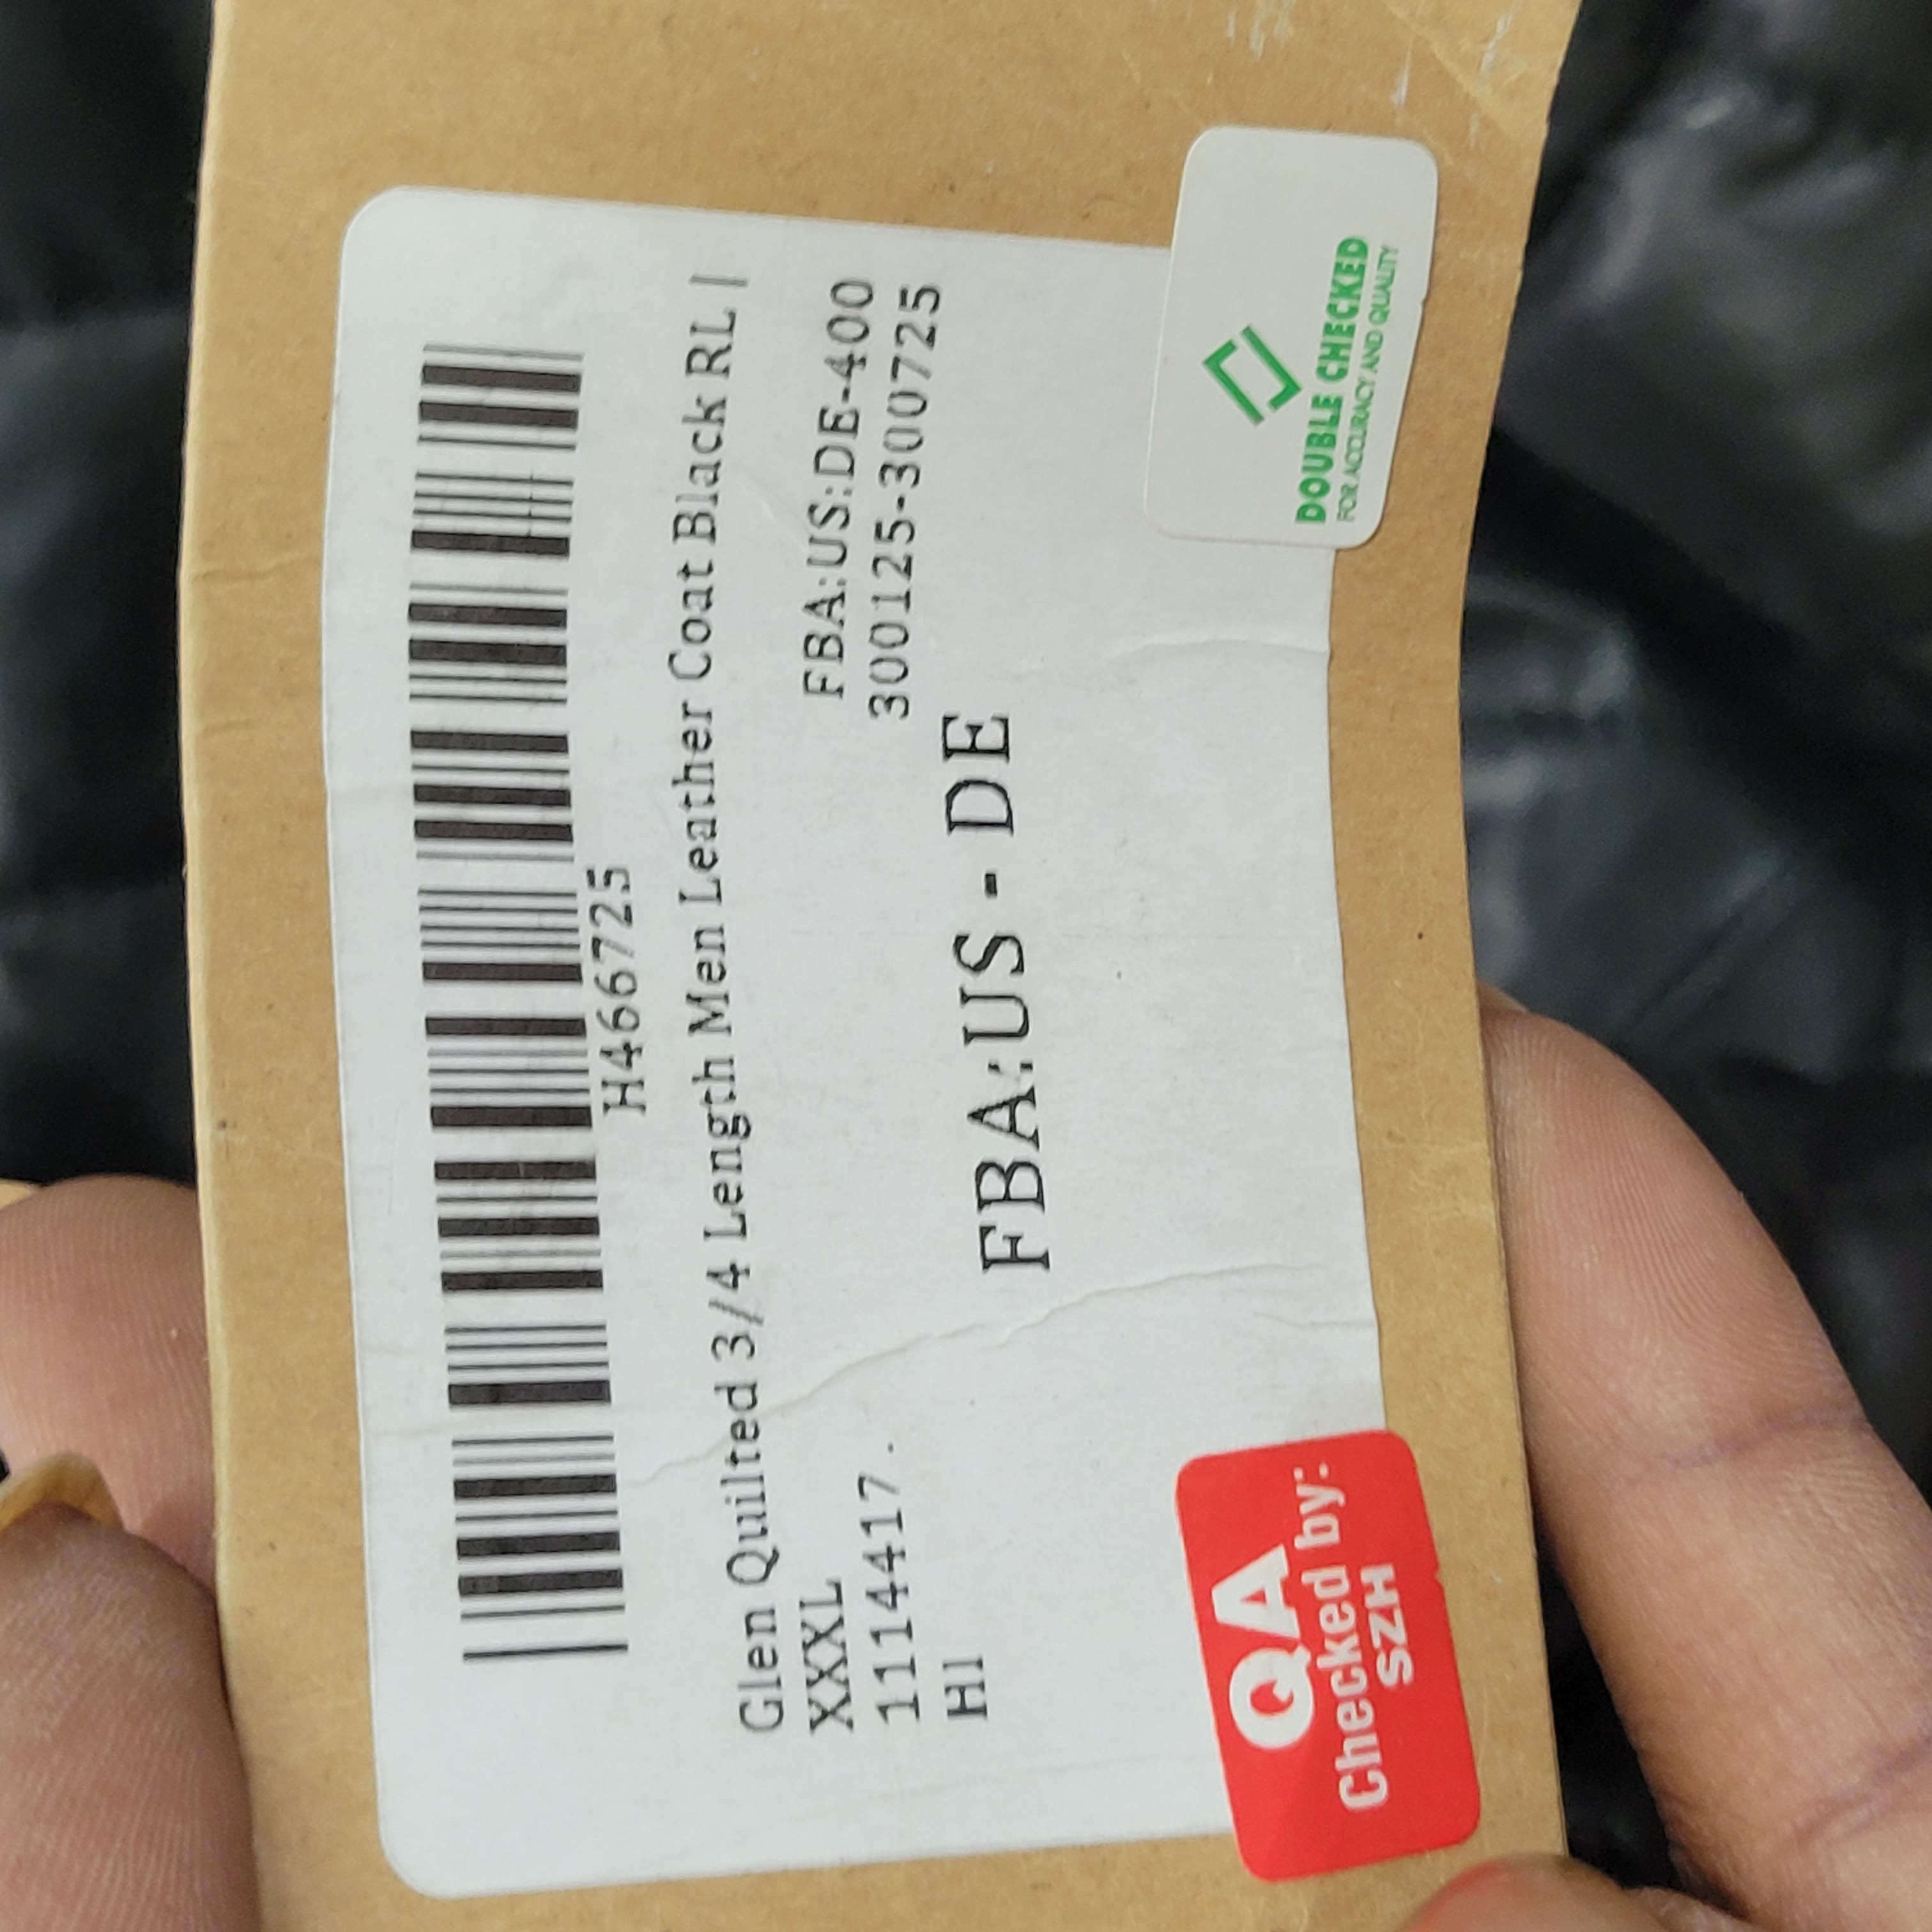 H466725
Glen Quilted 3/4 Length Men Leather Coat Black RL |
XXXL
FBA:US:DE-400
1114417.
300125-300725
HI
FBA:US - DE
QA
Checked by:
SZH
DOUBLE CHECKED
FOR ACCURACY AND QUALITY